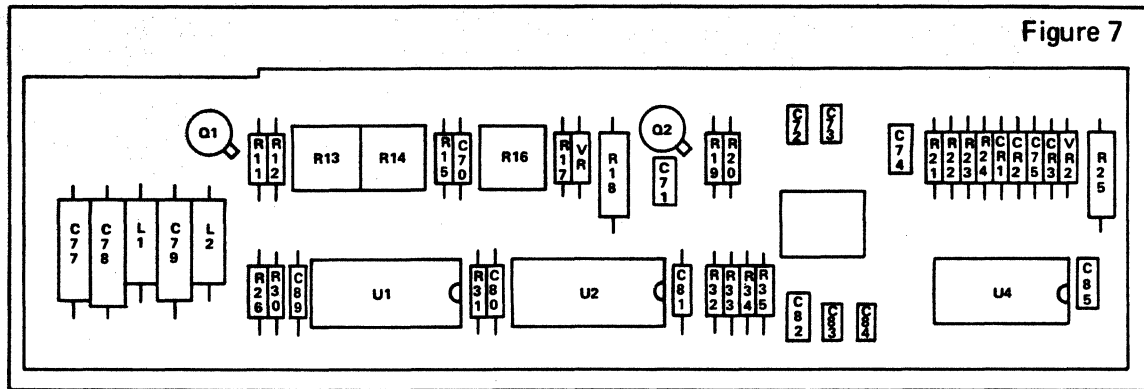 Figure 7
Q1
R11
R12
R13
R14
R15
C70
R16
R17
VR
R18
Q2
C71
R19
R20
C72
C73
C74
R21
R22
R23
R24
CR1
CR2
C75
CR3
VR2
R25
C77
C78
L1
C79
L2
R26
R30
C89
U1
R31
C80
U2
C81
R32
R33
R34
R35
C82
C83
C84
U4
C85